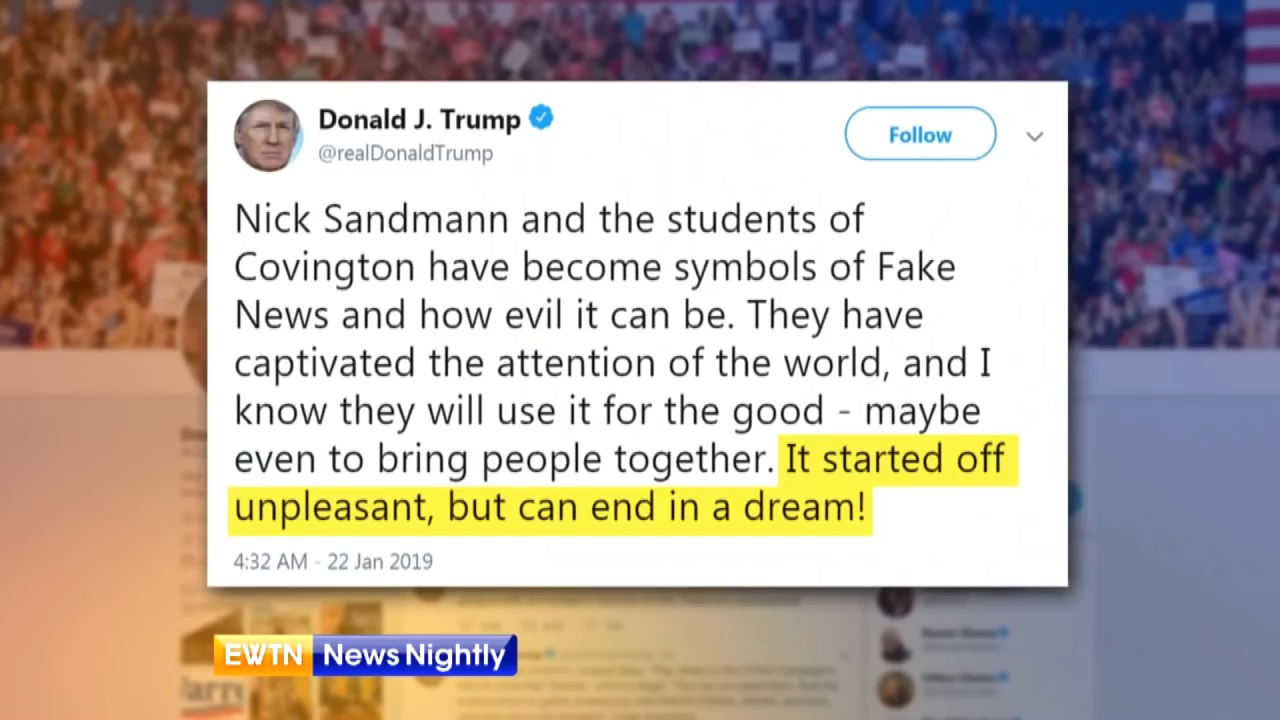 Donald J. Trump
@realDonaldTrump
Follow
Nick Sandmann and the students of
Covington have become symbols of Fake
News and how evil it can be. They have
captivated the attention of the world, and I
know they will use it for the good - maybe
even to bring people together. It started off
unpleasant, but can end in a dream!
4:32 AM - 22 Jan 2019
EWTN News Nightly